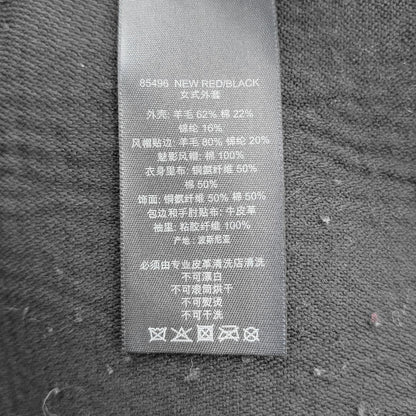 85496 NEW RED/BLACK
女式外套
外壳: 羊毛 62% 棉 22%
锦纶 16%
风帽贴边: 羊毛 80% 锦纶 20%
魅影风帽: 棉 100%
衣身里布: 铜氨纤维 50%
棉 50%
饰面: 铜氨纤维 50% 棉 50%
包边和手肘贴布: 牛皮革
袖里: 粘胶纤维 100%
产地: 波斯尼亚
必须由专业皮革清洗店清洗
不可漂白
不可滚筒烘干
不可熨烫
不可干洗